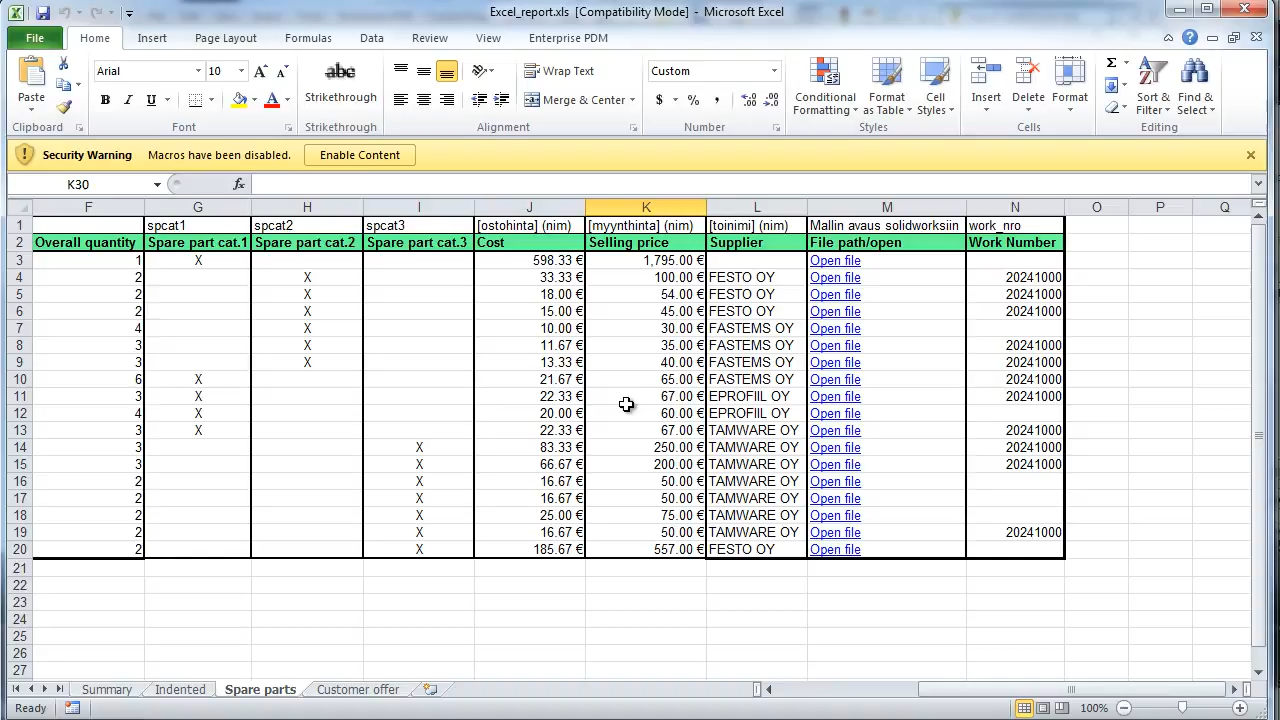 Excel_report.xls [Compatibility Mode] - Microsoft Excel
File Home Insert Page Layout Formulas Data Review View Enterprise PDM
Paste Arial 10 abc Strikethrough Wrap Text Custom Conditional Formatting Format as Table Cell Styles Insert Delete Format Sort & Filter Find & Select
B I U A Merge & Center $ % ,
Clipboard Font Strikethrough Alignment Number Styles Cells Editing
Security Warning Macros have been disabled. Enable Content
K30 fx
F G H I J K L M N O P Q
1 spcat1 spcat2 spcat3 [ostohinta] (nim) [myynthinta] (nim) [toinimi] (nim) Mallin avaus solidworksiin work_nro
2 Overall quantity Spare part cat.1 Spare part cat.2 Spare part cat.3 Cost Selling price Supplier File path/open Work Number
3 1 X 598.33 € 1,795.00 € Open file
4 2 X 33.33 € 100.00 € FESTO OY Open file 20241000
5 2 X 18.00 € 54.00 € FESTO OY Open file 20241000
6 2 X 15.00 € 45.00 € FESTO OY Open file 20241000
7 4 X 10.00 € 30.00 € FASTEMS OY Open file
8 3 X 11.67 € 35.00 € FASTEMS OY Open file 20241000
9 3 X 13.33 € 40.00 € FASTEMS OY Open file 20241000
10 6 X 21.67 € 65.00 € FASTEMS OY Open file 20241000
11 3 X 22.33 € 67.00 € EPROFIIL OY Open file 20241000
12 4 X 20.00 € 60.00 € EPROFIIL OY Open file
13 3 X 22.33 € 67.00 € TAMWARE OY Open file 20241000
14 3 X 83.33 € 250.00 € TAMWARE OY Open file 20241000
15 3 X 66.67 € 200.00 € TAMWARE OY Open file 20241000
16 2 X 16.67 € 50.00 € TAMWARE OY Open file
17 2 X 16.67 € 50.00 € TAMWARE OY Open file
18 2 X 25.00 € 75.00 € TAMWARE OY Open file
19 2 X 16.67 € 50.00 € TAMWARE OY Open file 20241000
20 2 X 185.67 € 557.00 € FESTO OY Open file
21
22
23
24
25
26
27
Summary Indented Spare parts Customer offer
Ready 100%